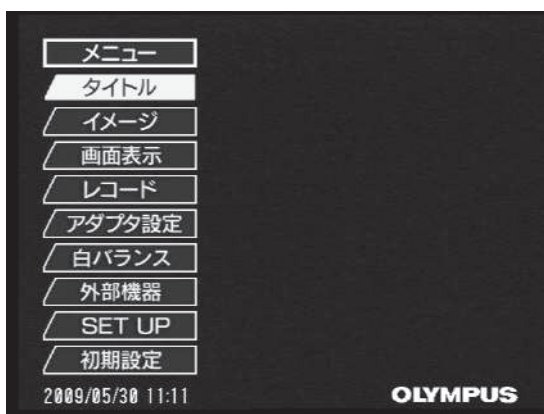 メニュー
タイトル
イメージ
画面表示
レコード
アダプタ設定
白バランス
外部機器
SET UP
初期設定
2009/05/30 11:11
OLYMPUS